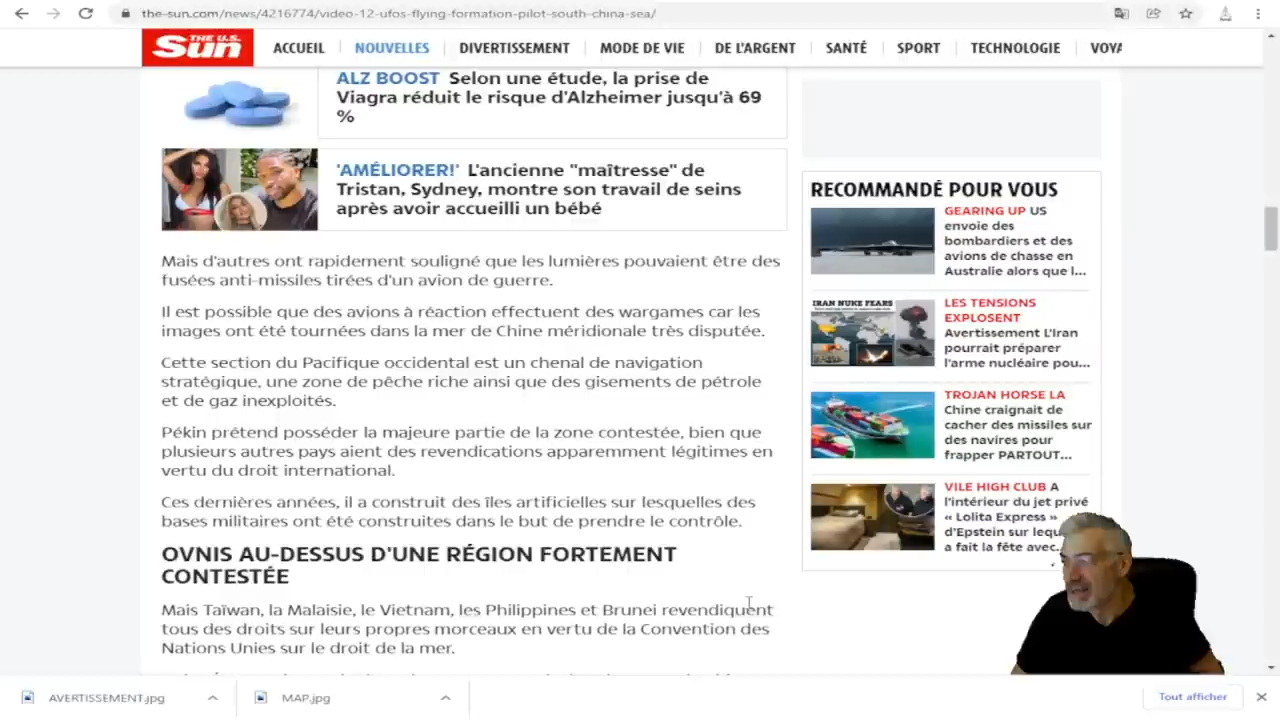 the-sun.com/news/4216774/video-12-ufos-flying-formation-pilot-south-china-sea/
THE U.S.
Sun
ACCUEIL
NOUVELLES
DIVERTISSEMENT
MODE DE VIE
DE L'ARGENT
SANTÉ
SPORT
TECHNOLOGIE
VOYA
ALZ BOOST Selon une étude, la prise de
Viagra réduit le risque d'Alzheimer jusqu'à 69
%
'AMÉLIORER!' L'ancienne "maîtresse" de
Tristan, Sydney, montre son travail de seins
après avoir accueilli un bébé
Mais d'autres ont rapidement souligné que les lumières pouvaient être des
fusées anti-missiles tirées d'un avion de guerre.
Il est possible que des avions à réaction effectuent des wargames car les
images ont été tournées dans la mer de Chine méridionale très disputée.
Cette section du Pacifique occidental est un chenal de navigation
stratégique, une zone de pêche riche ainsi que des gisements de pétrole
et de gaz inexploités.
Pékin prétend posséder la majeure partie de la zone contestée, bien que
plusieurs autres pays aient des revendications apparemment légitimes en
vertu du droit international.
Ces dernières années, il a construit des îles artificielles sur lesquelles des
bases militaires ont été construites dans le but de prendre le contrôle.
OVNIS AU-DESSUS D'UNE RÉGION FORTEMENT
CONTESTÉE
Mais Taïwan, la Malaisie, le Vietnam, les Philippines et Brunei revendiquent
tous des droits sur leurs propres morceaux en vertu de la Convention des
Nations Unies sur le droit de la mer.
RECOMMANDÉ POUR VOUS
GEARING UP US
envoie des
bombardiers et des
avions de chasse en
Australie alors que l...
IRAN NUKE FEARS
LES TENSIONS
EXPLOSENT
Avertissement L'Iran
pourrait préparer
l'arme nucléaire pou...
TROJAN HORSE LA
Chine craignait de
cacher des missiles sur
des navires pour
frapper PARTOUT...
VILE HIGH CLUB A
l'intérieur du jet privé
« Lolita Express »
d'Epstein sur
a fait la fête avec...
AVERTISSEMENT.jpg
MAP.jpg
Tout afficher